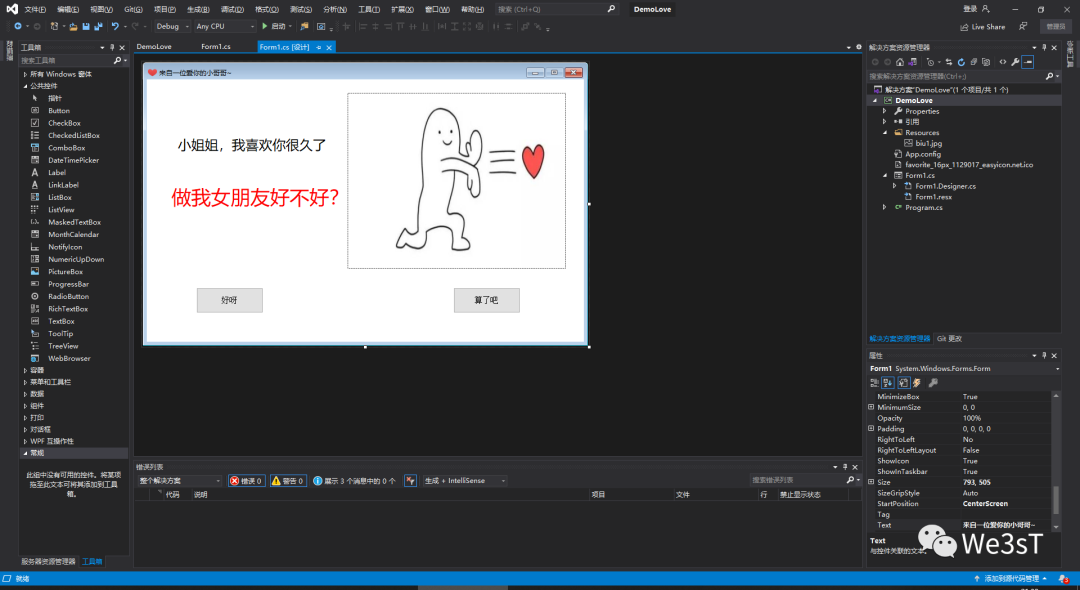 文件(F) 编辑(E) 视图(V) Git(G) 项目(P) 生成(B) 调试(D) 格式(O) 测试(S) 分析(N) 工具(T) 扩展(X) 窗口(W) 帮助(H) 搜索 (Ctrl+Q) DemoLove 登录
Debug Any CPU 启动 Live Share 管理员
工具箱
搜索工具箱
所有 Windows 窗体
公共控件
指针
Button
CheckBox
CheckedListBox
ComboBox
DateTimePicker
Label
LinkLabel
ListBox
ListView
MaskedTextBox
MonthCalendar
NotifyIcon
NumericUpDown
PictureBox
ProgressBar
RadioButton
RichTextBox
TextBox
ToolTip
TreeView
WebBrowser
容器
菜单和工具栏
数据
组件
打印
对话框
WPF 互操作性
常规
此组中没有可用的控件。将某项
拖至此文本可将其添加到工具
箱。
服务器资源管理器 工具箱
DemoLove Form1.cs Form1.cs [设计]
来自一位爱你的小哥哥~
小姐姐，我喜欢你很久了
做我女朋友好不好？
好呀 算了吧
错误列表
整个解决方案 错误 0 警告 0 展示 3 个消息中的 0 个 生成 + IntelliSense 搜索错误列表
代码 说明 项目 文件 行 禁止显示状态
解决方案资源管理器
搜索解决方案资源管理器(Ctrl+;)
解决方案"DemoLove"(1 个项目/共 1 个)
DemoLove
Properties
引用
Resources
biu1.jpg
App.config
favorite_16px_1129017_easyicon.net.ico
Form1.cs
Form1.Designer.cs
Form1.resx
Program.cs
解决方案资源管理器 Git 更改
属性
Form1 System.Windows.Forms.Form
MinimizeBox True
MinimumSize 0, 0
Opacity 100%
Padding 0, 0, 0, 0
RightToLeft No
RightToLeftLayout False
ShowIcon True
ShowInTaskbar True
Size 793, 505
SizeGripStyle Auto
StartPosition CenterScreen
Tag
Text 来自一位爱你的小哥哥~
Text
与控件关联的文本。
We3sT
就绪 添加到源代码管理